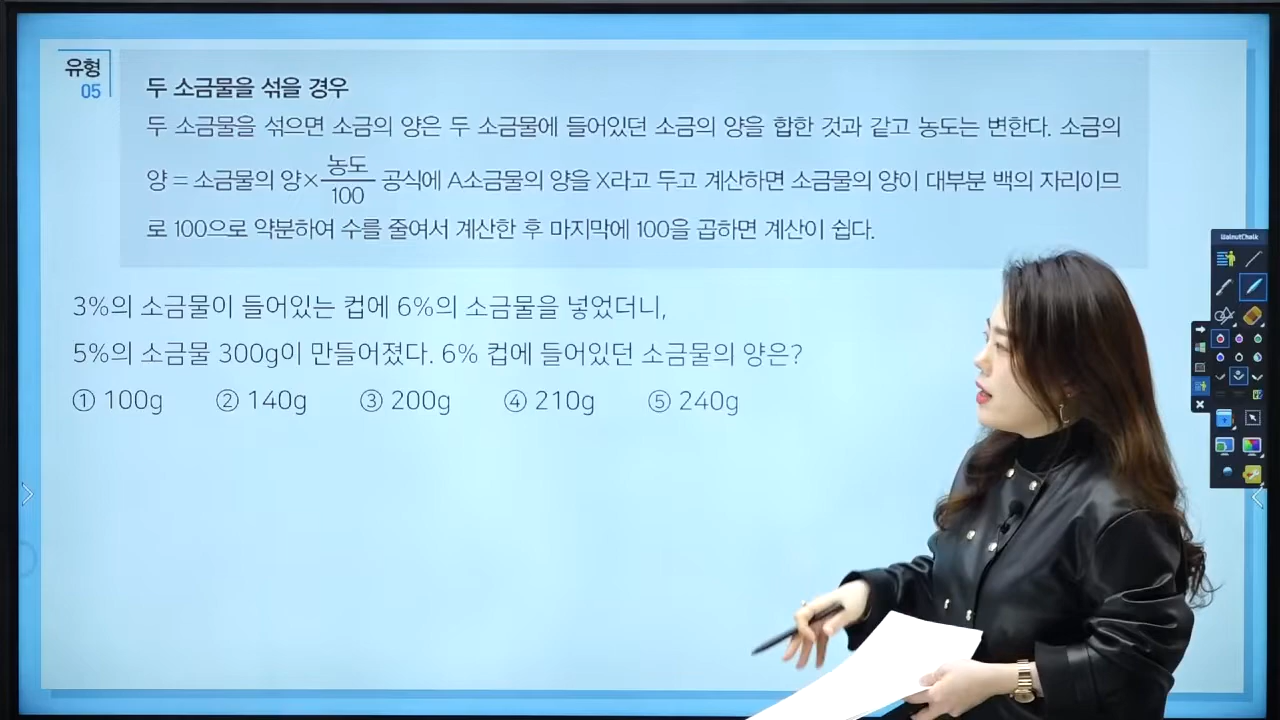 유형
05
두 소금물을 섞을 경우
두 소금물을 섞으면 소금의 양은 두 소금물에 들어있던 소금의 양을 합한 것과 같고 농도는 변한다. 소금의
양 = 소금물의 양×농도/100 공식에 A소금물의 양을 X라고 두고 계산하면 소금물의 양이 대부분 백의 자리이므
로 100으로 약분하여 수를 줄여서 계산한 후 마지막에 100을 곱하면 계산이 쉽다.
3%의 소금물이 들어있는 컵에 6%의 소금물을 넣었더니,
5%의 소금물 300g이 만들어졌다. 6% 컵에 들어있던 소금물의 양은?
① 100g ② 140g ③ 200g ④ 210g ⑤ 240g
WalnutChalk